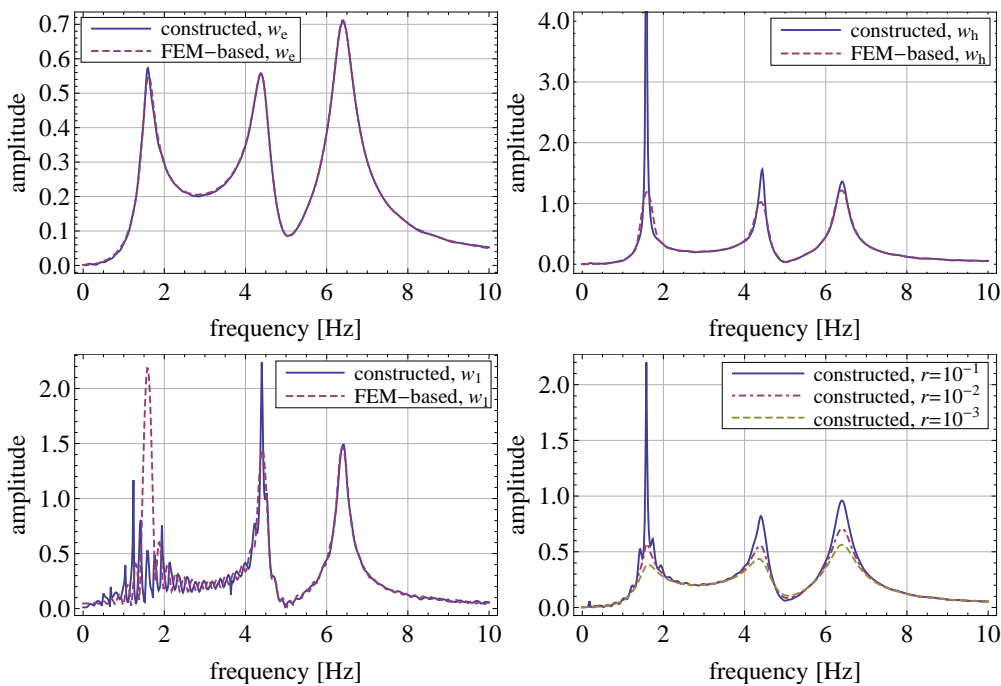 constructed, wₑ
FEM−based, wₑ
amplitude
0.7
0.6
0.5
0.4
0.3
0.2
0.1
0.0
0 2 4 6 8 10
frequency [Hz]
constructed, wₕ
FEM−based, wₕ
amplitude
4.0
3.0
2.0
1.0
0.0
0 2 4 6 8 10
frequency [Hz]
constructed, w₁
FEM−based, w₁
amplitude
2.0
1.5
1.0
0.5
0.0
0 2 4 6 8 10
frequency [Hz]
constructed, r=10⁻¹
constructed, r=10⁻²
constructed, r=10⁻³
amplitude
2.0
1.5
1.0
0.5
0.0
0 2 4 6 8 10
frequency [Hz]